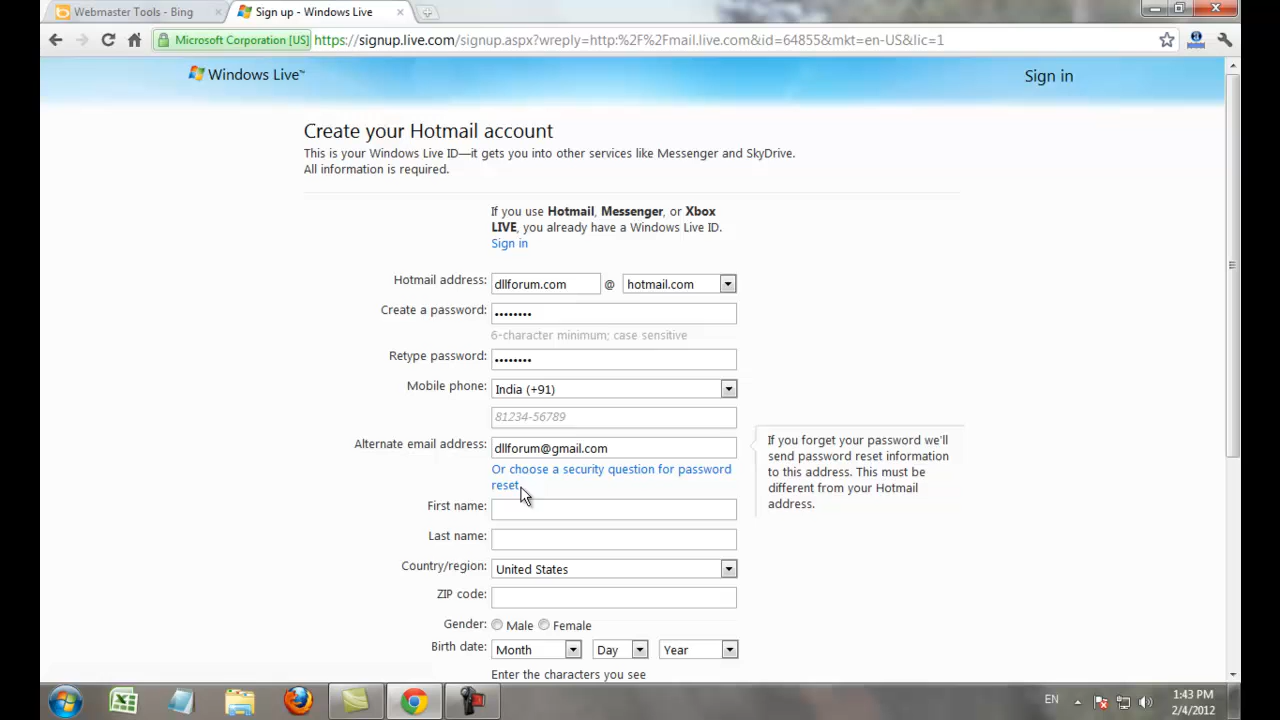 Webmaster Tools - Bing
Sign up - Windows Live
Microsoft Corporation [US] https://signup.live.com/signup.aspx?wreply=http:%2F%2Fmail.live.com&id=64855&mkt=en-US&lic=1
Windows Live™
Sign in
Create your Hotmail account
This is your Windows Live ID—it gets you into other services like Messenger and SkyDrive.
All information is required.
If you use Hotmail, Messenger, or Xbox
LIVE, you already have a Windows Live ID.
Sign in
Hotmail address: dllforum.com @ hotmail.com
Create a password: ••••••••
6-character minimum; case sensitive
Retype password: ••••••••
Mobile phone: India (+91)
81234-56789
Alternate email address: dllforum@gmail.com
Or choose a security question for password
reset
If you forget your password we'll
send password reset information
to this address. This must be
different from your Hotmail
address.
First name:
Last name:
Country/region: United States
ZIP code:
Gender: Male Female
Birth date: Month Day Year
Enter the characters you see
EN
1:43 PM
2/4/2012